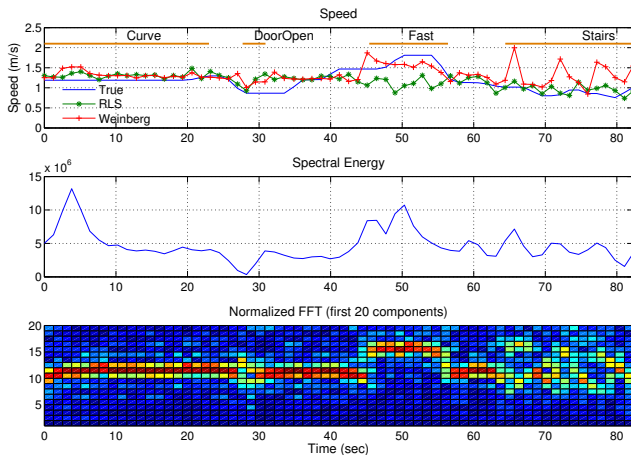 Speed
Curve DoorOpen Fast Stairs
Speed (m/s)
2.5
2
1.5
1
0.5
0
True
RLS
Weinberg
0 10 20 30 40 50 60 70 80
Spectral Energy
x 10^6
15
10
5
0
0 10 20 30 40 50 60 70 80
Normalized FFT (first 20 components)
20
15
10
5
0 10 20 30 40 50 60 70 80
Time (sec)